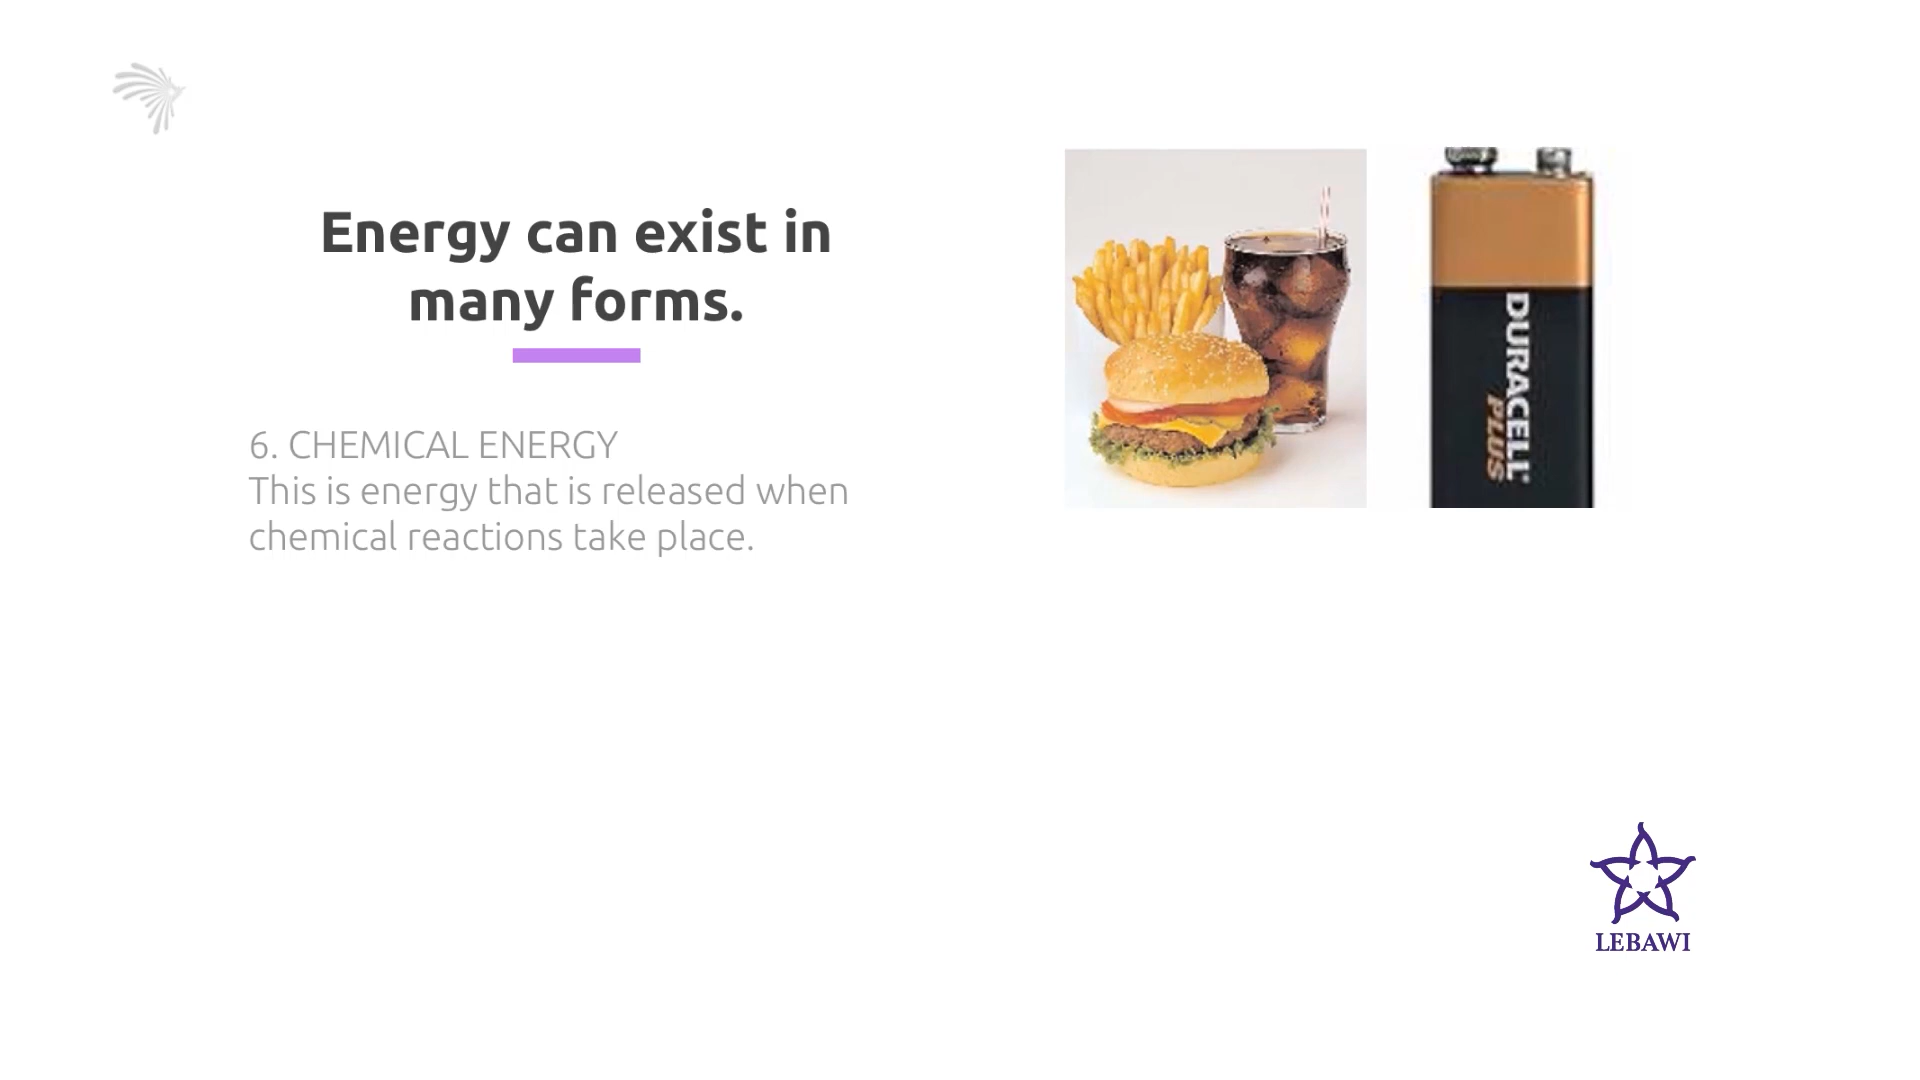 Energy can exist in
many forms.
6. CHEMICAL ENERGY
This is energy that is released when
chemical reactions take place.
DURACELL
PLUS
LEBAWI